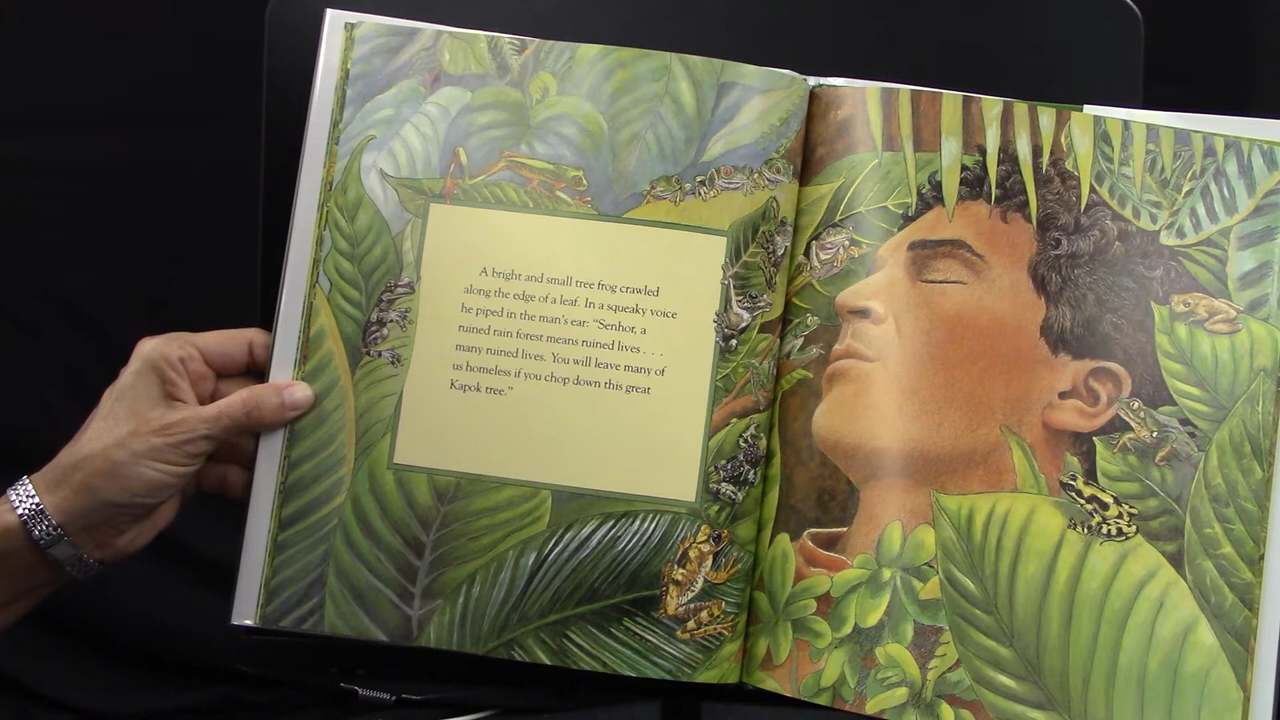 A bright and small tree frog crawled
along the edge of a leaf. In a squeaky voice
he piped in the man's ear: "Senhor, a
ruined rain forest means ruined lives . . .
many ruined lives. You will leave many of
us homeless if you chop down this great
Kapok tree."